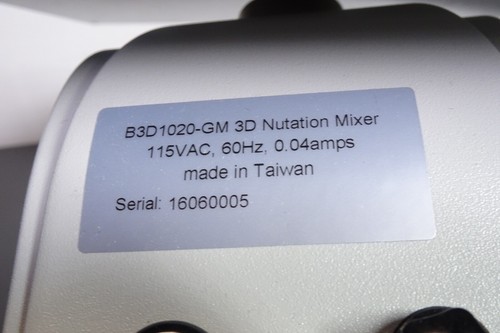 B3D1020-GM 3D Nutation Mixer
115VAC, 60Hz, 0.04amps
made in Taiwan
Serial: 16060005